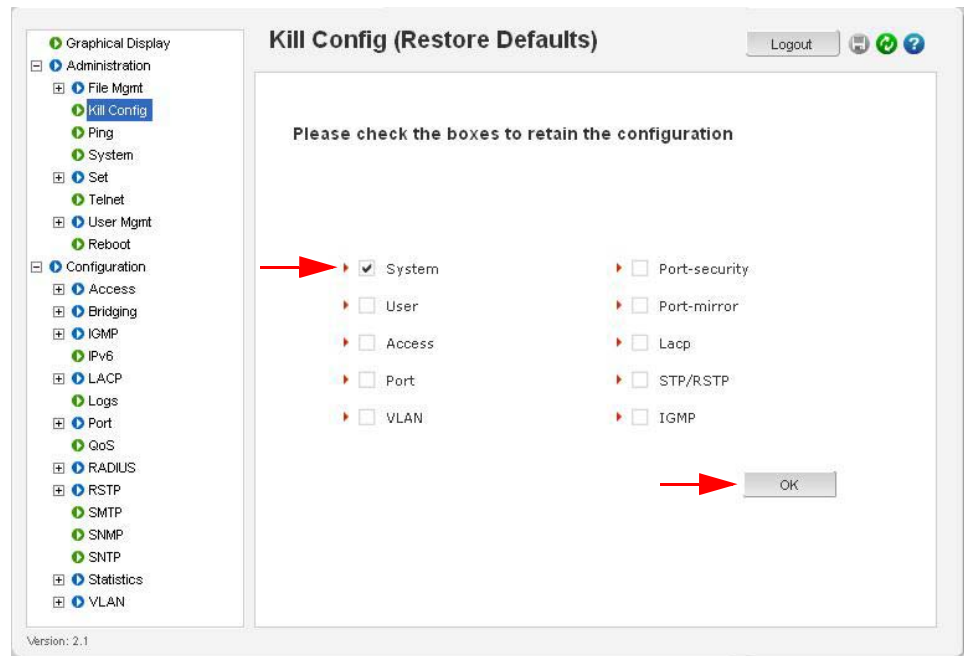 Graphical Display
Administration
File Mgmt
Kill Config
Ping
System
Set
Telnet
User Mgmt
Reboot
Configuration
Access
Bridging
IGMP
IPv6
LACP
Logs
Port
QoS
RADIUS
RSTP
SMTP
SNMP
SNTP
Statistics
VLAN
Kill Config (Restore Defaults)
Logout
?
Please check the boxes to retain the configuration
System
User
Access
Port
VLAN
Port-security
Port-mirror
Lacp
STP/RSTP
IGMP
OK
Version: 2.1